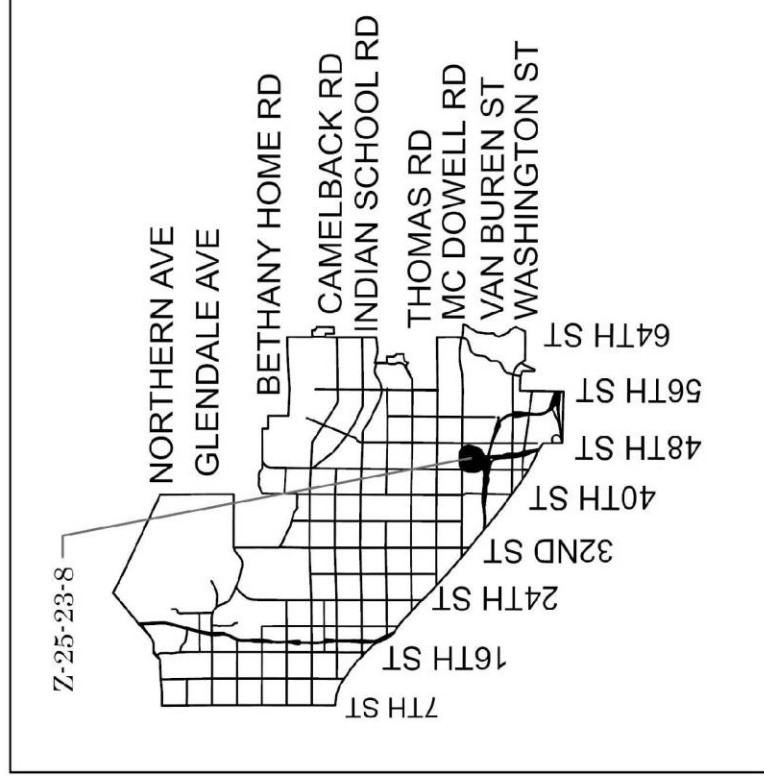 Z-25-23-8
NORTHERN AVE
GLENDALE AVE
BETHANY HOME RD
CAMELBACK RD
INDIAN SCHOOL RD
THOMAS RD
MC DOWELL RD
VAN BUREN ST
WASHINGTON ST
7TH ST
16TH ST
24TH ST
32ND ST
40TH ST
48TH ST
56TH ST
64TH ST